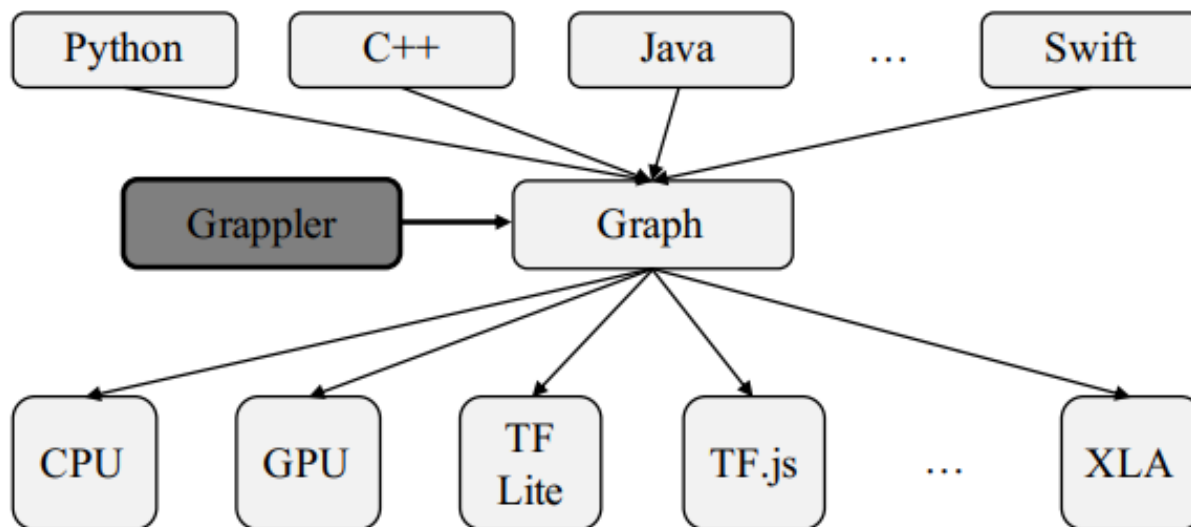 Python
C++
Java
…
Swift
Grappler
Graph
CPU
GPU
TF
Lite
TF.js
…
XLA